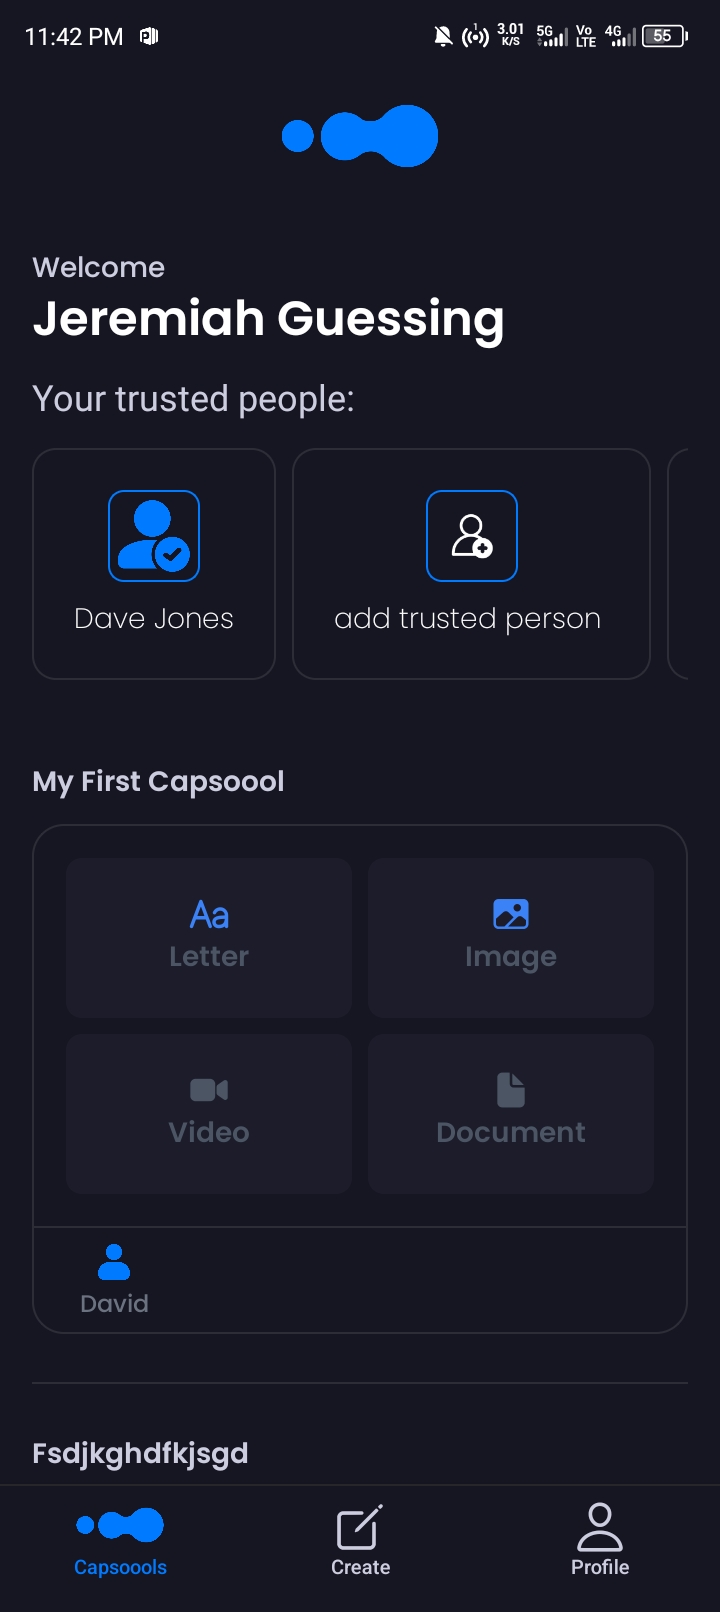 11:42 PM
1 3.01 K/S 5G Vo LTE 4G 55
Welcome
Jeremiah Guessing
Your trusted people:
Dave Jones
add trusted person
My First Capsoool
Aa
Letter
Image
Video
Document
David
Fsdjkghdfkjsgd
Capsoools
Create
Profile